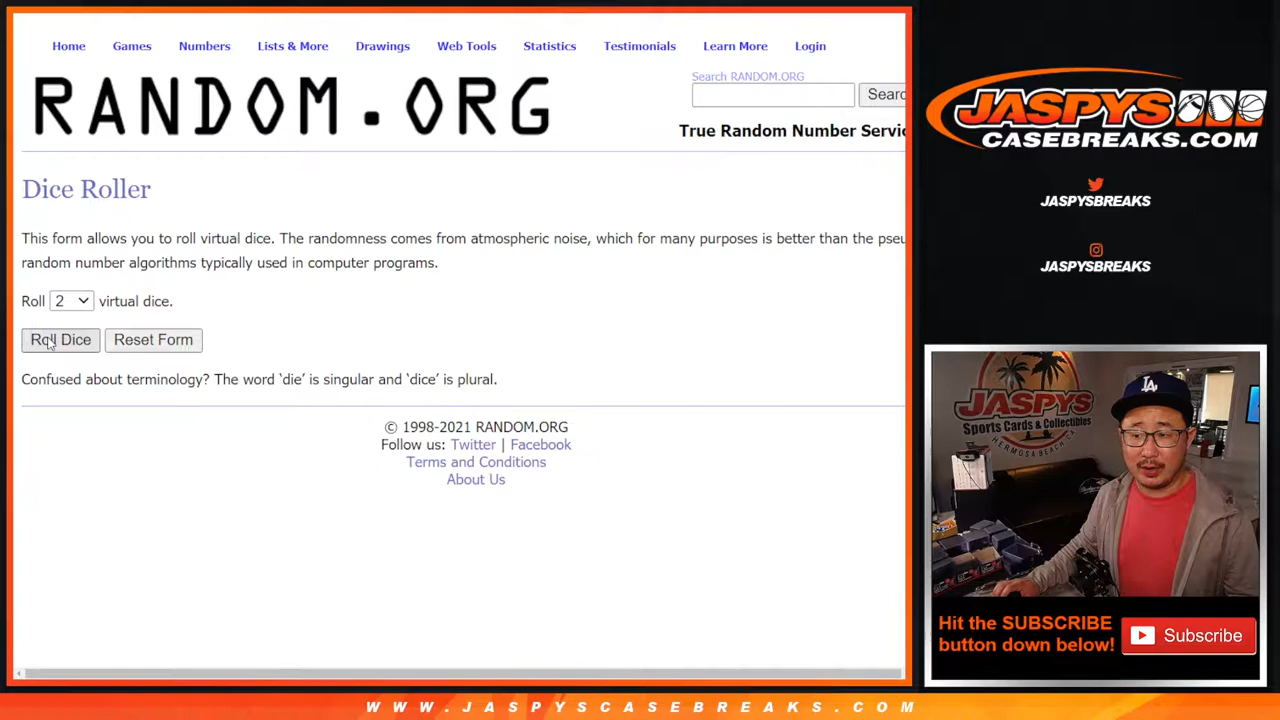 Home Games Numbers Lists & More Drawings Web Tools Statistics Testimonials Learn More Login
RANDOM.ORG
Search RANDOM.ORG
Searc
True Random Number Servic
Dice Roller
This form allows you to roll virtual dice. The randomness comes from atmospheric noise, which for many purposes is better than the pseu
random number algorithms typically used in computer programs.
Roll 2 virtual dice.
Roll Dice Reset Form
Confused about terminology? The word ‘die’ is singular and ‘dice’ is plural.
© 1998-2021 RANDOM.ORG
Follow us: Twitter | Facebook
Terms and Conditions
About Us
JASPYS
CASEBREAKS.COM
JASPYSBREAKS
JASPYSBREAKS
JASPYS
Sports Cards & Collectibles
HERMOSA BEACH CA
LA
Hit the SUBSCRIBE
button down below!
Subscribe
WWW.JASPYSCASEBREAKS.COM